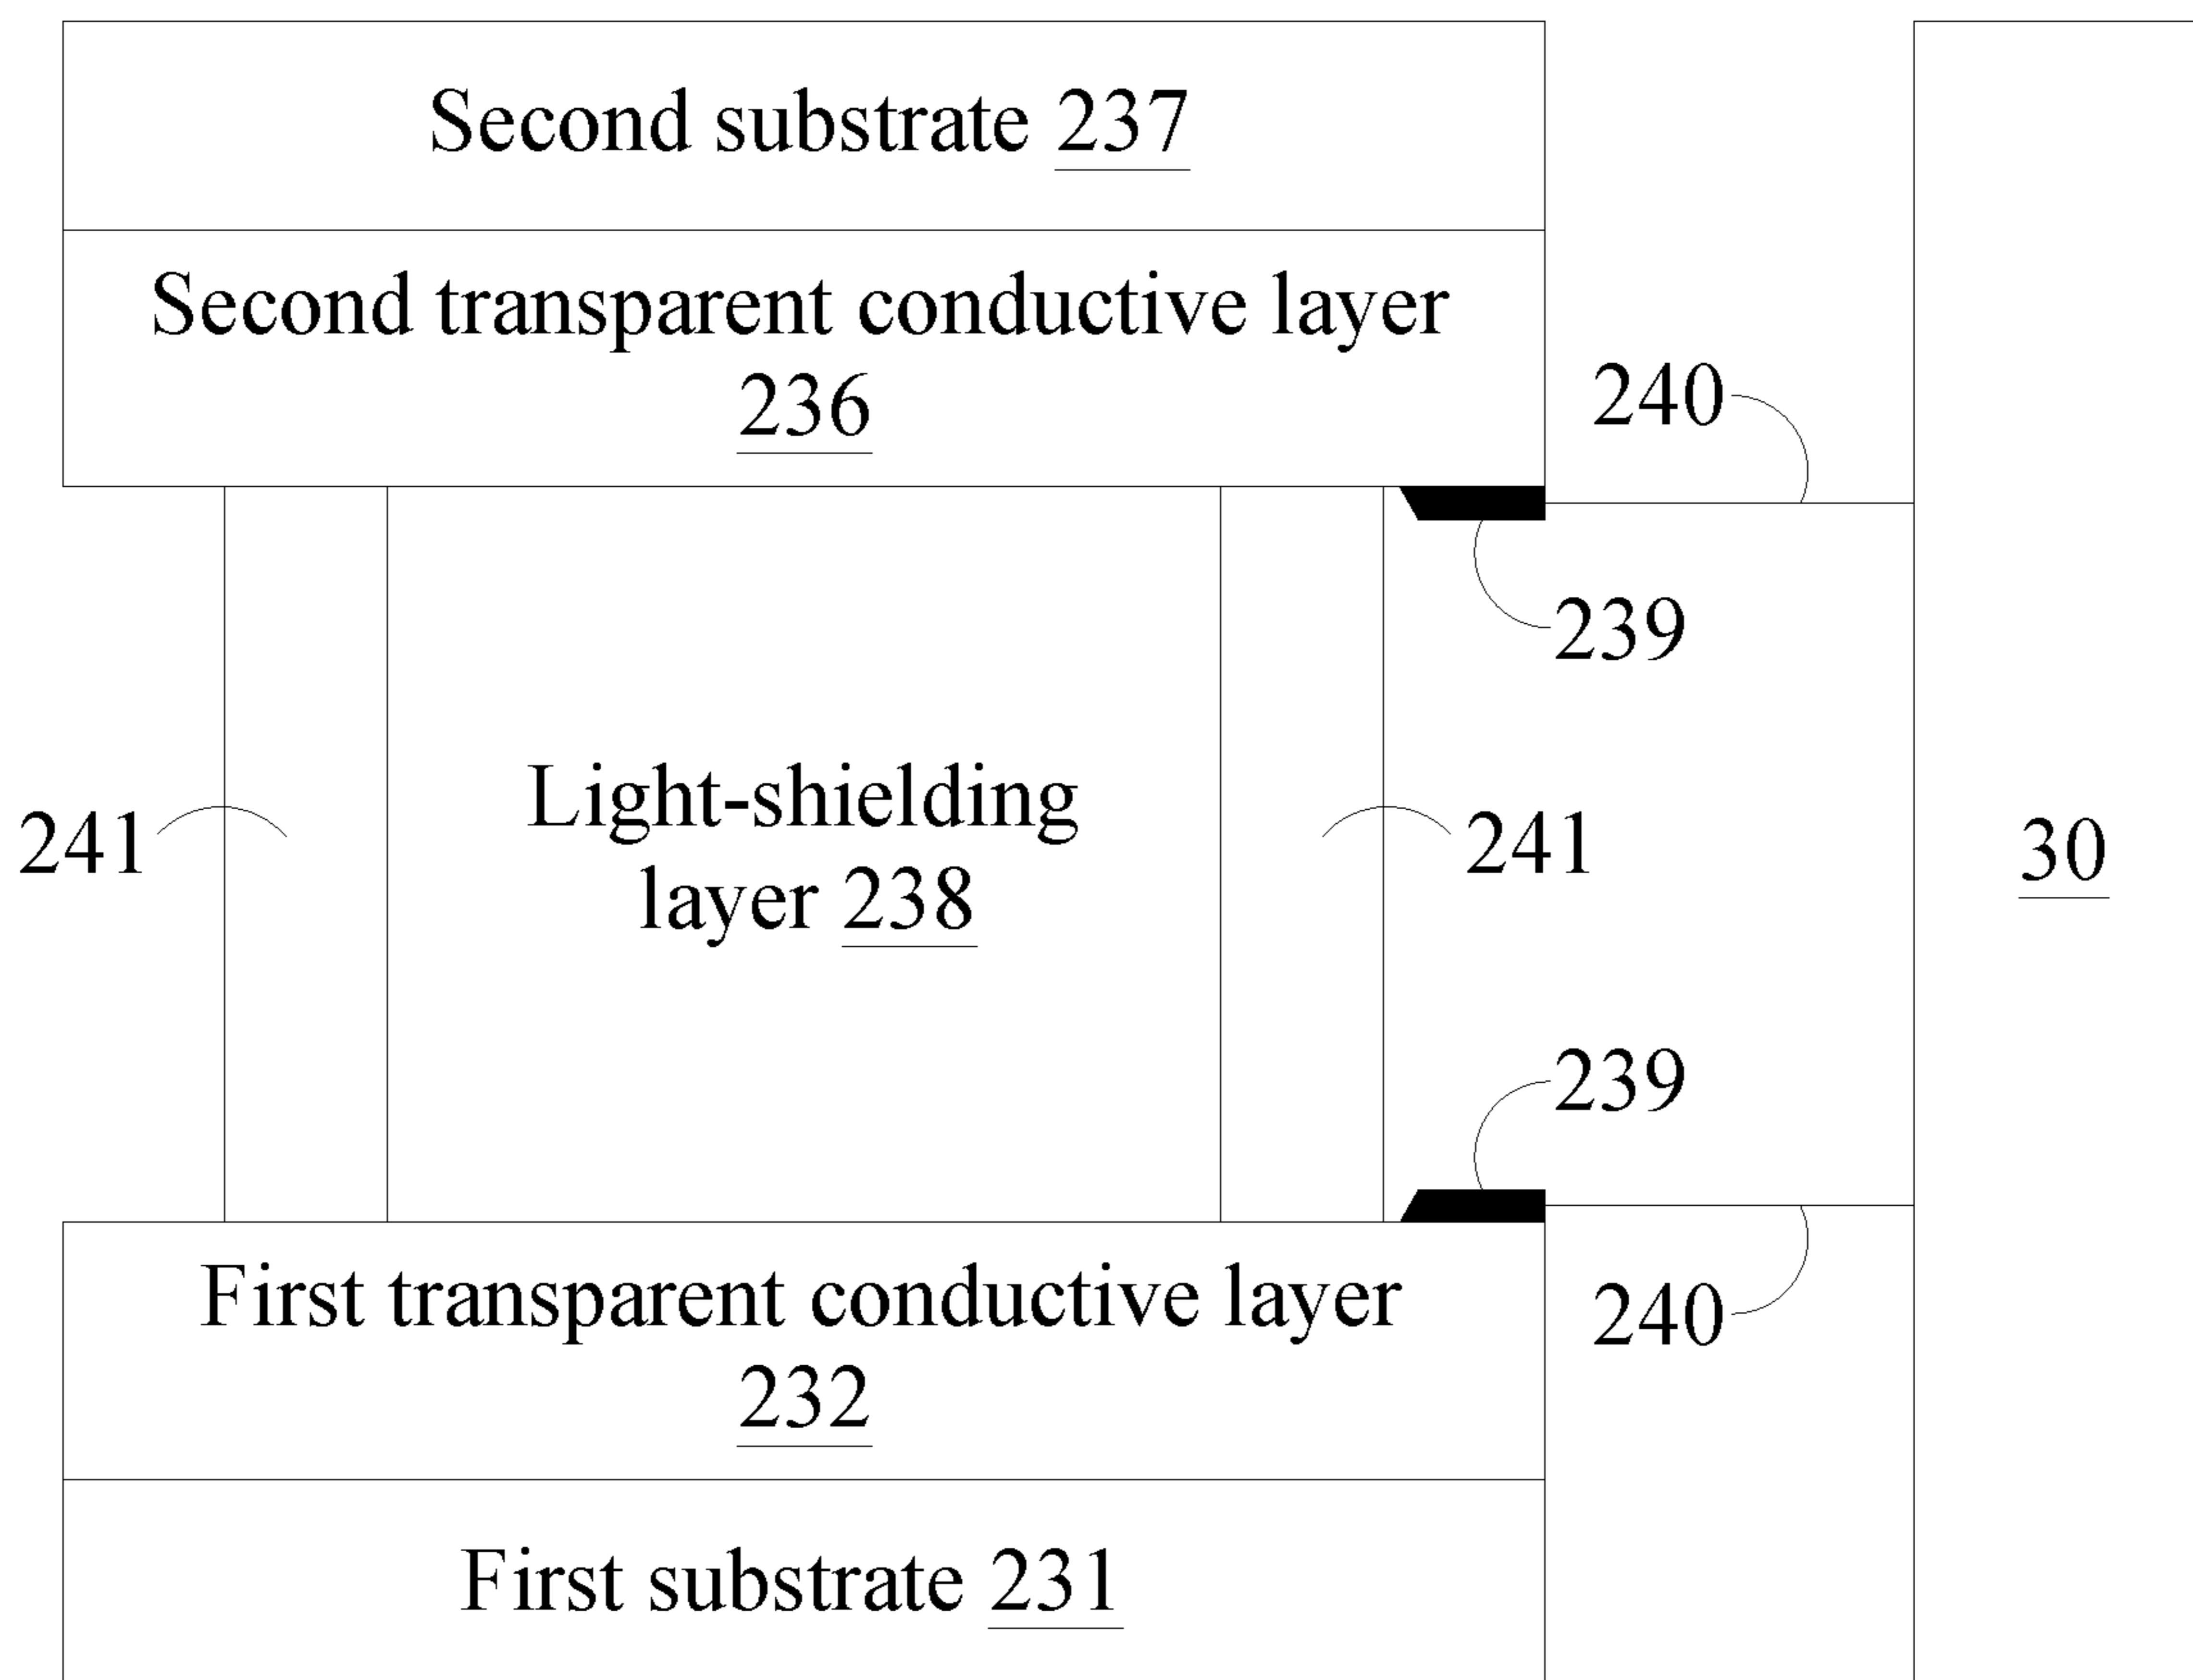 Second substrate 237
Second transparent conductive layer
236
240
239
Light-shielding
layer 238
241
241
30
239
First transparent conductive layer
232
240
First substrate 231